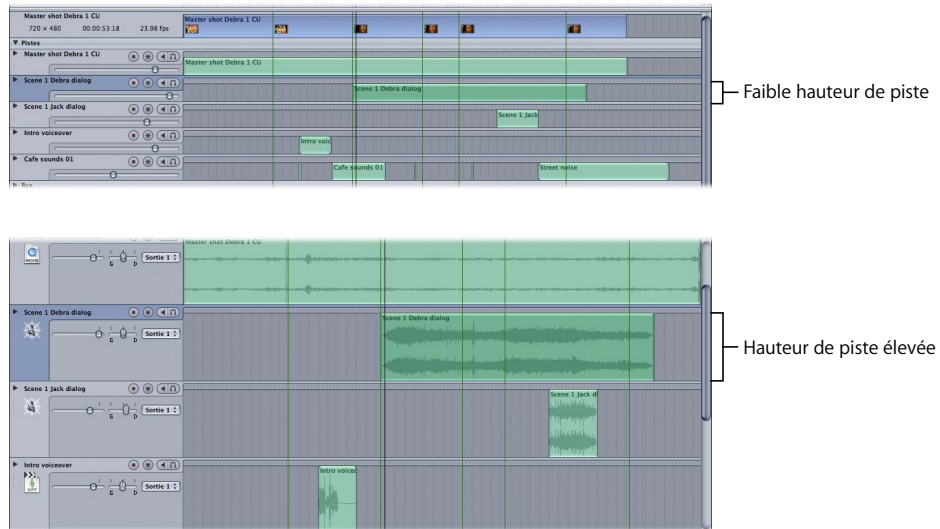 Master shot Debra 1 CU
720 × 480 00:00:53:18 23.98 fps
Master shot Debra 1 CU
▼ Pistes
Master shot Debra 1 CU
Master shot Debra 1 CU
Scene 1 Debra dialog
Scene 1 Debra dialog
Faible hauteur de piste
Scene 1 Jack dialog
Scene 1 Jack
Intro voiceover
Intro voic
Cafe sounds 01
Cafe sounds 01
Street noise
Bus
Master shot Debra 1 CU
MOVIE
G D
Sortie 1
Scene 1 Debra dialog
Scene 1 Debra dialog
G D
Sortie 1
Hauteur de piste élevée
Scene 1 Jack dialog
Scene 1 Jack d
G D
Sortie 1
Intro voiceover
Intro voiceo
AIFF
G D
Sortie 1